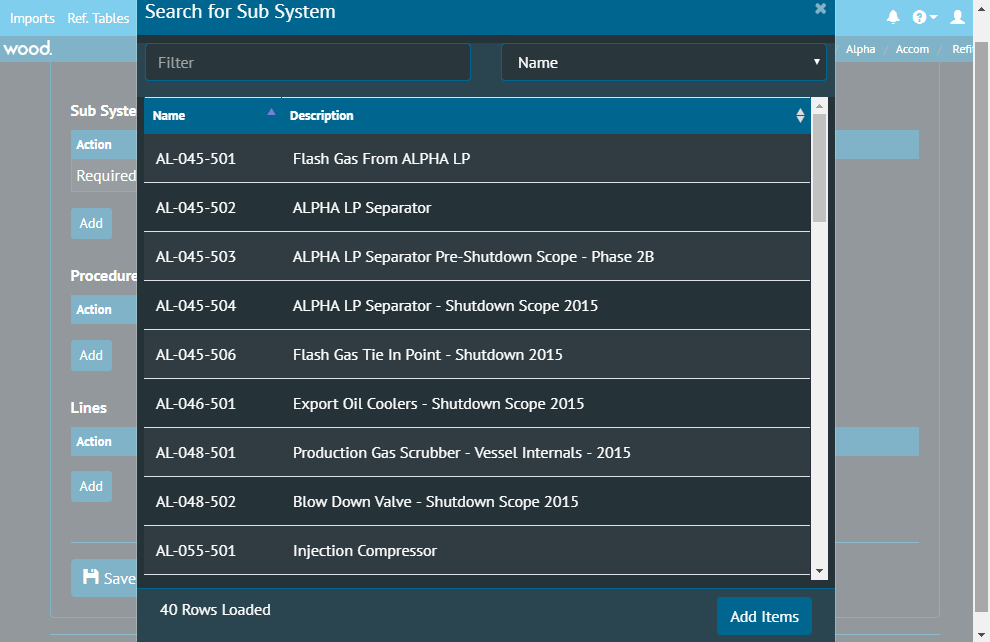 Imports Ref. Tables
Search for Sub System
wood.
Alpha / Accom / Refi
Filter
Name
Sub Syste
Action
Required
Add
Procedure
Action
Add
Lines
Action
Add
Save
Name Description
AL-045-501 Flash Gas From ALPHA LP
AL-045-502 ALPHA LP Separator
AL-045-503 ALPHA LP Separator Pre-Shutdown Scope - Phase 2B
AL-045-504 ALPHA LP Separator - Shutdown Scope 2015
AL-045-506 Flash Gas Tie In Point - Shutdown 2015
AL-046-501 Export Oil Coolers - Shutdown Scope 2015
AL-048-501 Production Gas Scrubber - Vessel Internals - 2015
AL-048-502 Blow Down Valve - Shutdown Scope 2015
AL-055-501 Injection Compressor
40 Rows Loaded
Add Items